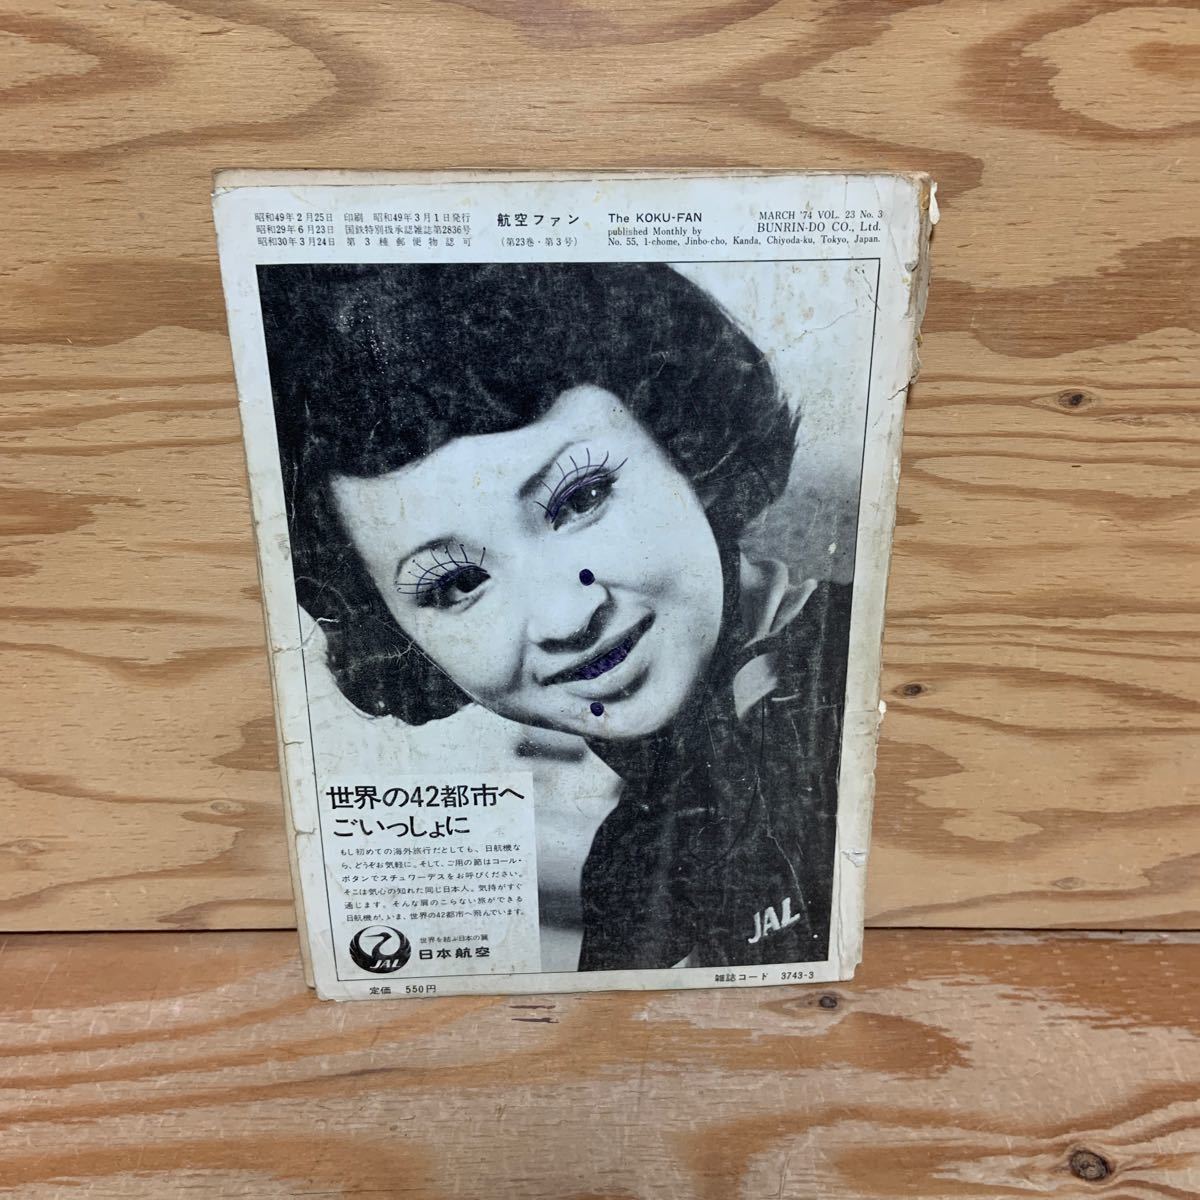 昭和49年2月25日 印刷 昭和49年3月1日発行
昭和29年6月23日 国鉄特別扱承認雑誌第2836号
昭和30年3月24日 第3種郵便物認可
航空ファン
(第23巻・第3号)
The KOKU-FAN
published Monthly by
MARCH '74 VOL. 23 No. 3
BUNRIN-DO CO., Ltd.
No. 55, 1-chome, Jinbo-cho, Kanda, Chiyoda-ku, Tokyo, Japan.
世界の42都市へ
ごいっしょに
もし初めての海外旅行だとしても、日航機な
ら、どうぞお気軽に。そして、ご用の節はコール・
ボタンでスチュワーデスをお呼びください。
そこは気心の知れた同じ日本人。気持がすぐ
通じます。そんな肩のこらない旅ができる
日航機が、いま、世界の42都市へ飛んでいます。
JAL
世界を結ぶ日本の翼
日本航空
JAL
定価 550円
雑誌コード 3743-3